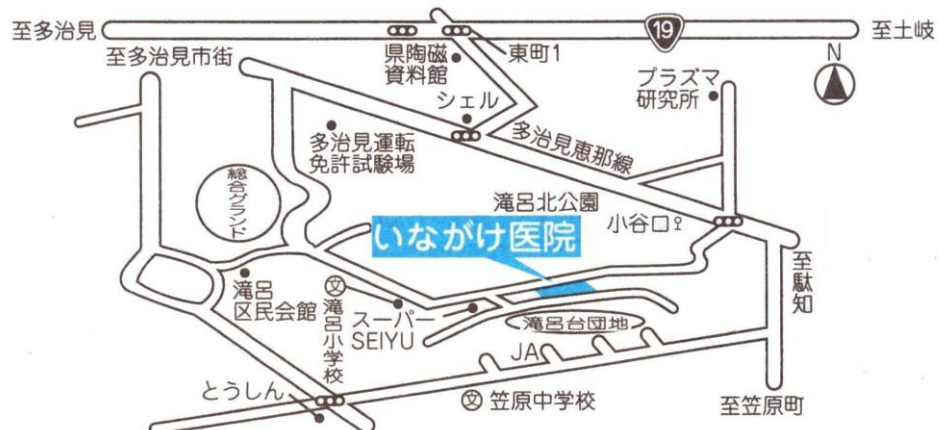 至多治見
19
至土岐
至多治見市街
県陶磁
資料館
東町1
N
プラズマ
研究所
シェル
多治見運転
免許試験場
多治見恵那線
総合グランド
滝呂北公園
小谷口
いながけ医院
至駄知
滝呂
区民会館
文
滝呂小学校
スーパー
SEIYU
滝呂台団地
JA
とうしん
文 笠原中学校
至笠原町